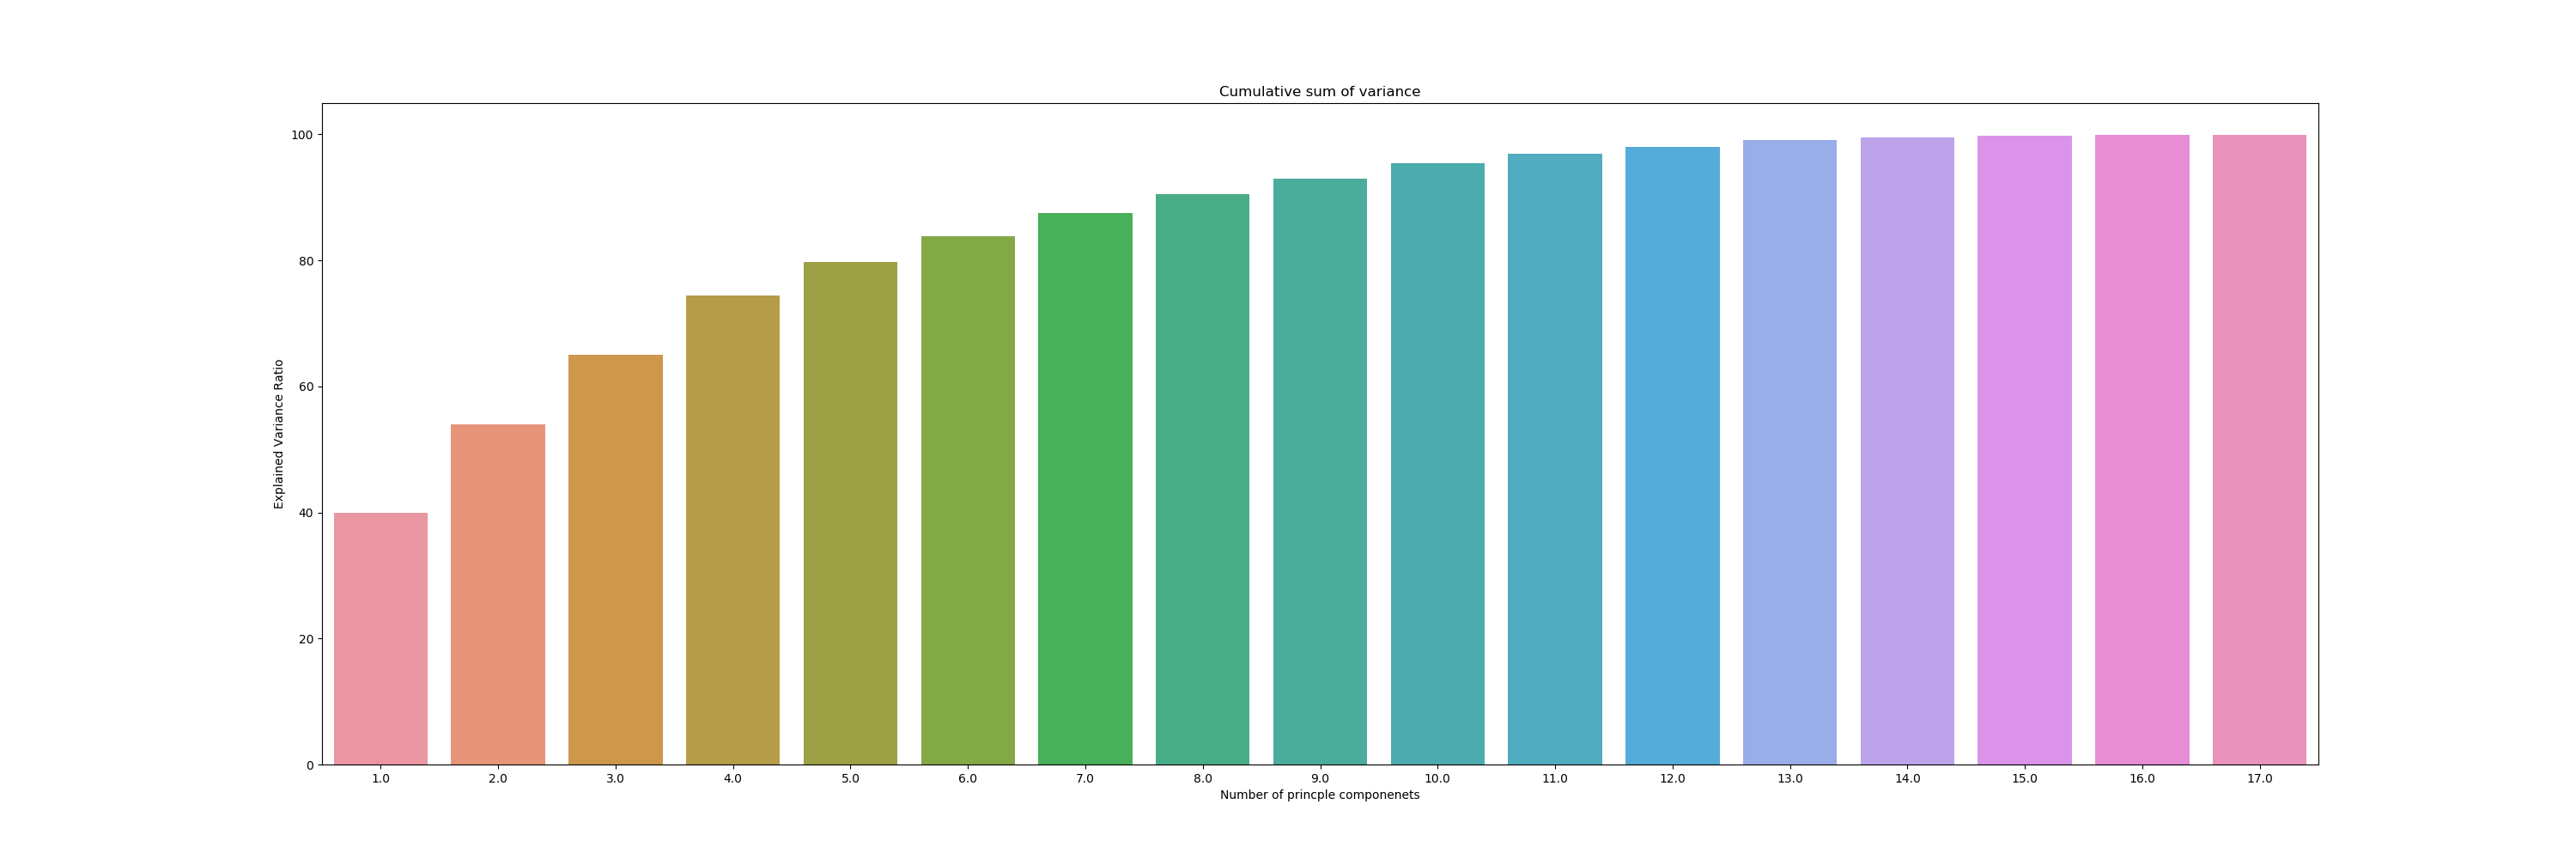 Cumulative sum of variance
Explained Variance Ratio
100
80
60
40
20
0
1.0 2.0 3.0 4.0 5.0 6.0 7.0 8.0 9.0 10.0 11.0 12.0 13.0 14.0 15.0 16.0 17.0
Number of princple componenets